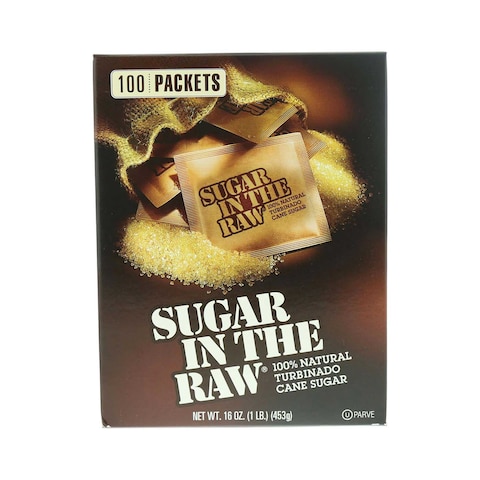 100 PACKETS
SUGAR
IN THE
RAW
100% NATURAL
TURBINADO
CANE SUGAR
SUGAR
IN THE
RAW®
100% NATURAL
TURBINADO
CANE SUGAR
NET WT. 16 OZ. (1 LB.) (453g)
U PARVE